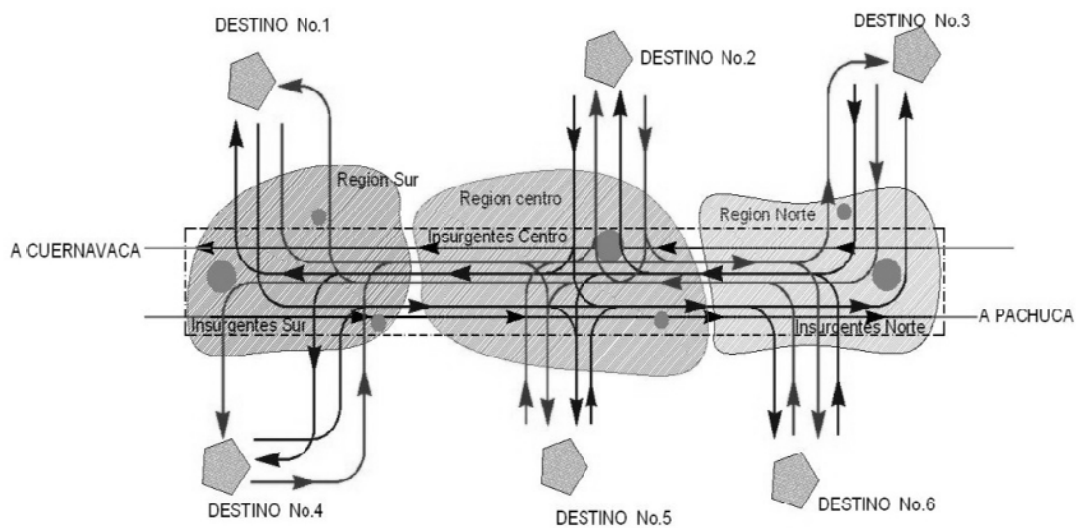 DESTINO No.1
DESTINO No.2
DESTINO No.3
Region Sur
Region centro
Region Norte
A CUERNAVACA
Insurgentes Centro
Insurgentes Sur
Insurgentes Norte
A PACHUCA
DESTINO No.4
DESTINO No.5
DESTINO No.6